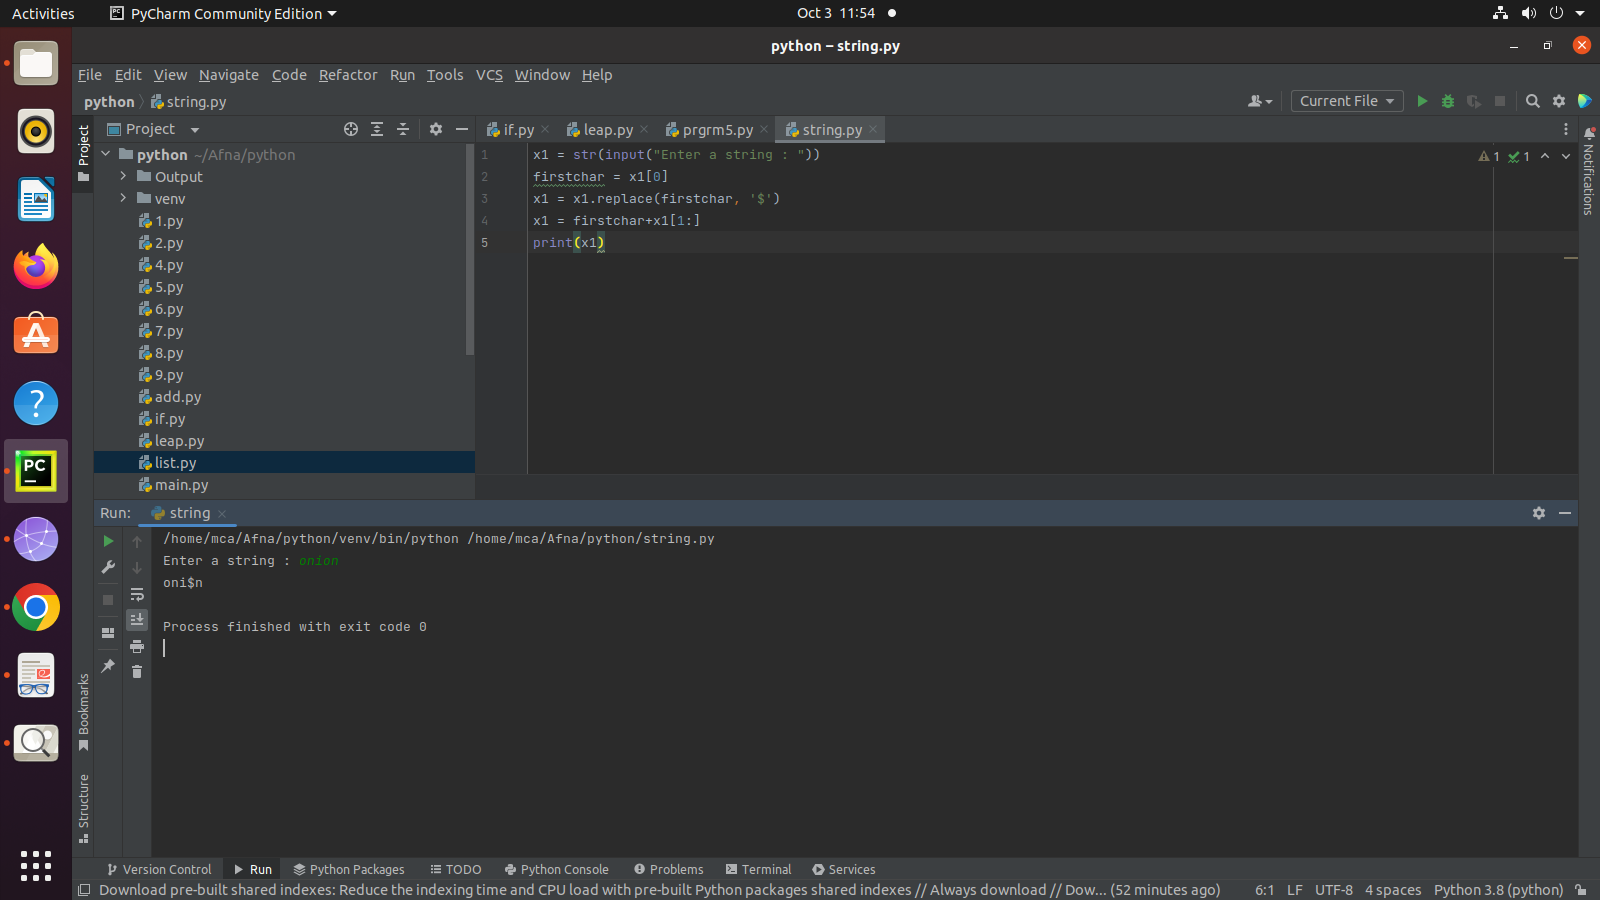 Activities PyCharm Community Edition Oct 3 11:54
python – string.py
File Edit View Navigate Code Refactor Run Tools VCS Window Help
python string.py Current File
Project if.py leap.py prgrm5.py string.py
Project
Notifications
python ~/Afna/python
Output
venv
1.py
2.py
4.py
5.py
6.py
7.py
8.py
9.py
add.py
if.py
leap.py
list.py
main.py
1 x1 = str(input("Enter a string : "))
2 firstchar = x1[0]
3 x1 = x1.replace(firstchar, '$')
4 x1 = firstchar+x1[1:]
5 print(x1)
1 1
Run: string
/home/mca/Afna/python/venv/bin/python /home/mca/Afna/python/string.py
Enter a string : onion
oni$n
Process finished with exit code 0
PC
Bookmarks
Structure
Version Control Run Python Packages TODO Python Console Problems Terminal Services
Download pre-built shared indexes: Reduce the indexing time and CPU load with pre-built Python packages shared indexes // Always download // Dow... (52 minutes ago) 6:1 LF UTF-8 4 spaces Python 3.8 (python)